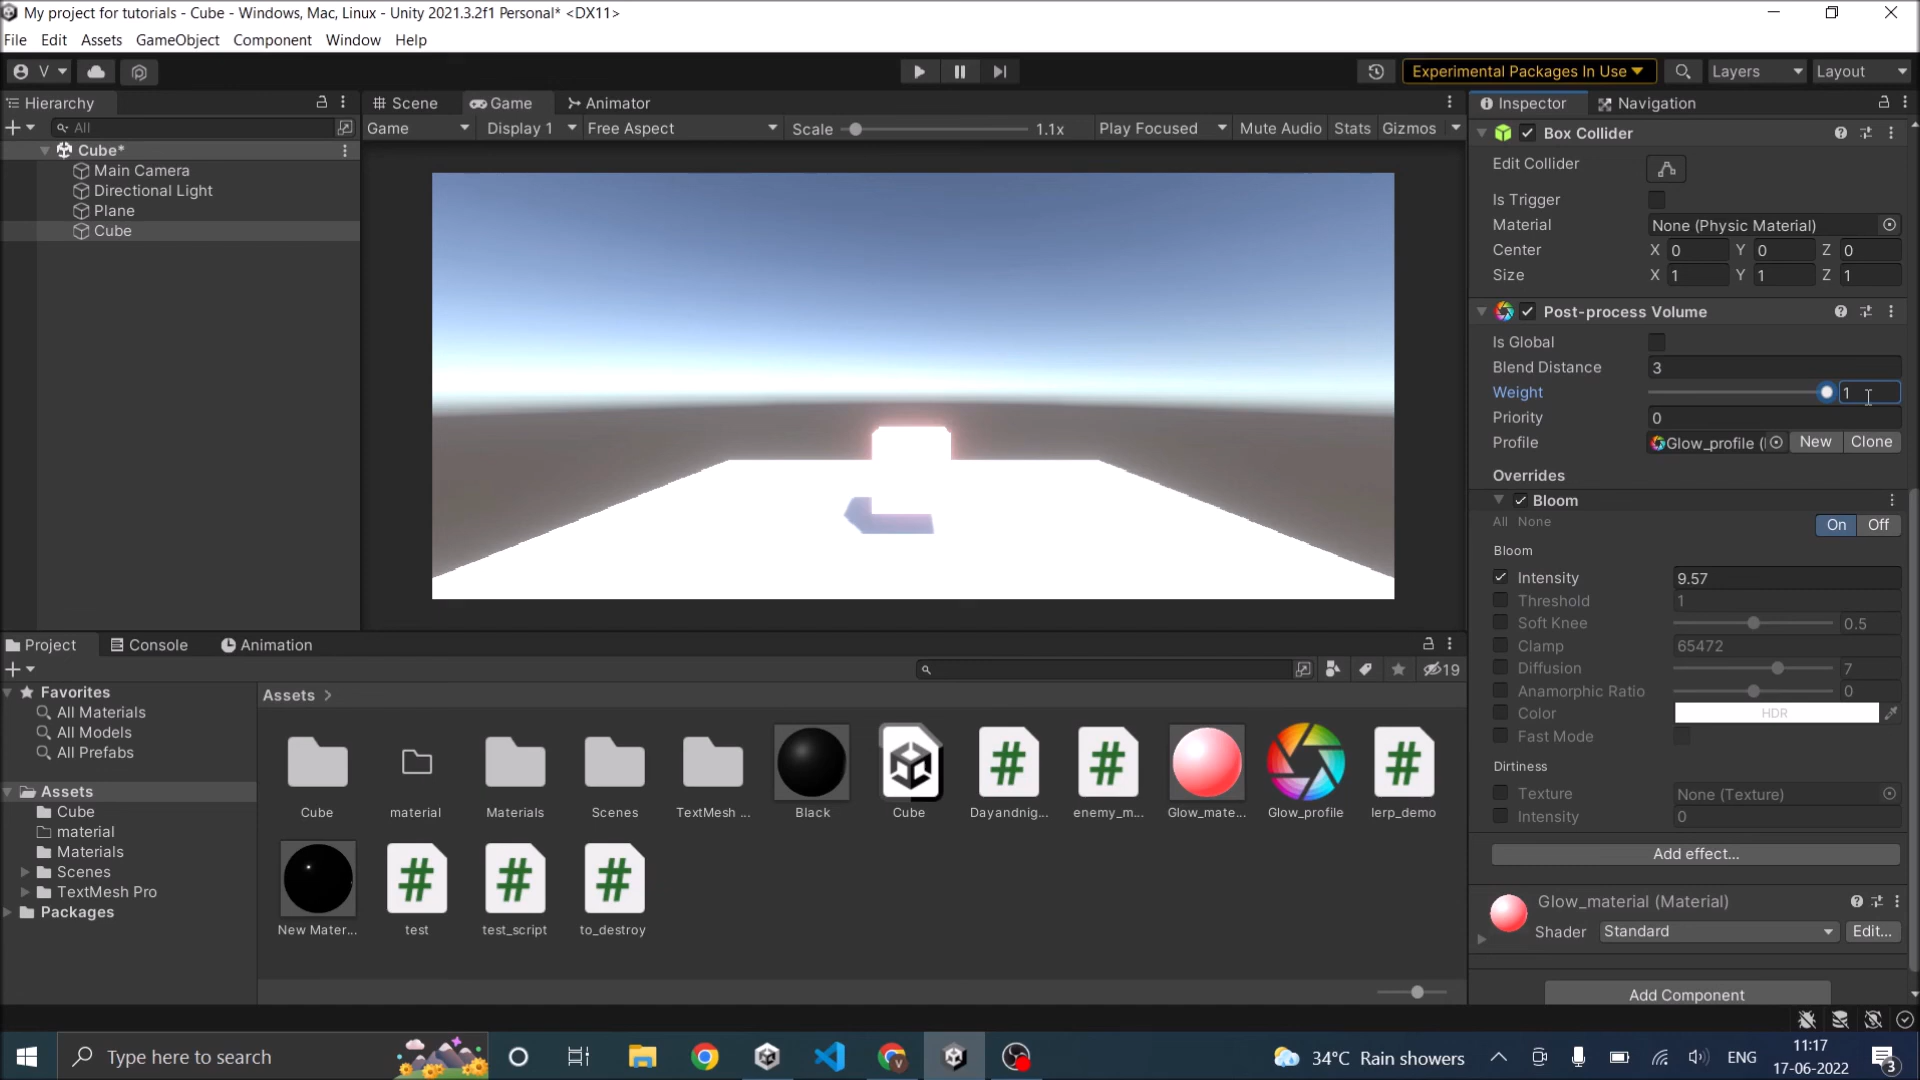 My project for tutorials - Cube - Windows, Mac, Linux - Unity 2021.3.2f1 Personal* <DX11>
File Edit Assets GameObject Component Window Help
V
Experimental Packages In Use
Layers
Layout
Hierarchy
All
Cube*
Main Camera
Directional Light
Plane
Cube
Scene
Game
Animator
Game
Display 1
Free Aspect
Scale
1.1x
Play Focused
Mute Audio
Stats
Gizmos
Inspector
Navigation
Box Collider
Edit Collider
Is Trigger
Material None (Physic Material)
Center X 0 Y 0 Z 0
Size X 1 Y 1 Z 1
Post-process Volume
Is Global
Blend Distance 3
Weight 1
Priority 0
Profile Glow_profile ( New Clone
Overrides
Bloom
All None On Off
Bloom
Intensity 9.57
Threshold 1
Soft Knee 0.5
Clamp 65472
Diffusion 7
Anamorphic Ratio 0
Color HDR
Fast Mode
Dirtiness
Texture None (Texture)
Intensity 0
Add effect...
Glow_material (Material)
Shader Standard Edit...
Add Component
Project
Console
Animation
19
Favorites
All Materials
All Models
All Prefabs
Assets
Cube
material
Materials
Scenes
TextMesh Pro
Packages
Assets >
Cube
material
Materials
Scenes
TextMesh ...
Black
Cube
Dayandnig...
enemy_m...
Glow_mate...
Glow_profile
lerp_demo
New Mater...
test
test_script
to_destroy
Type here to search
34°C Rain showers
ENG
11:17
17-06-2022
3